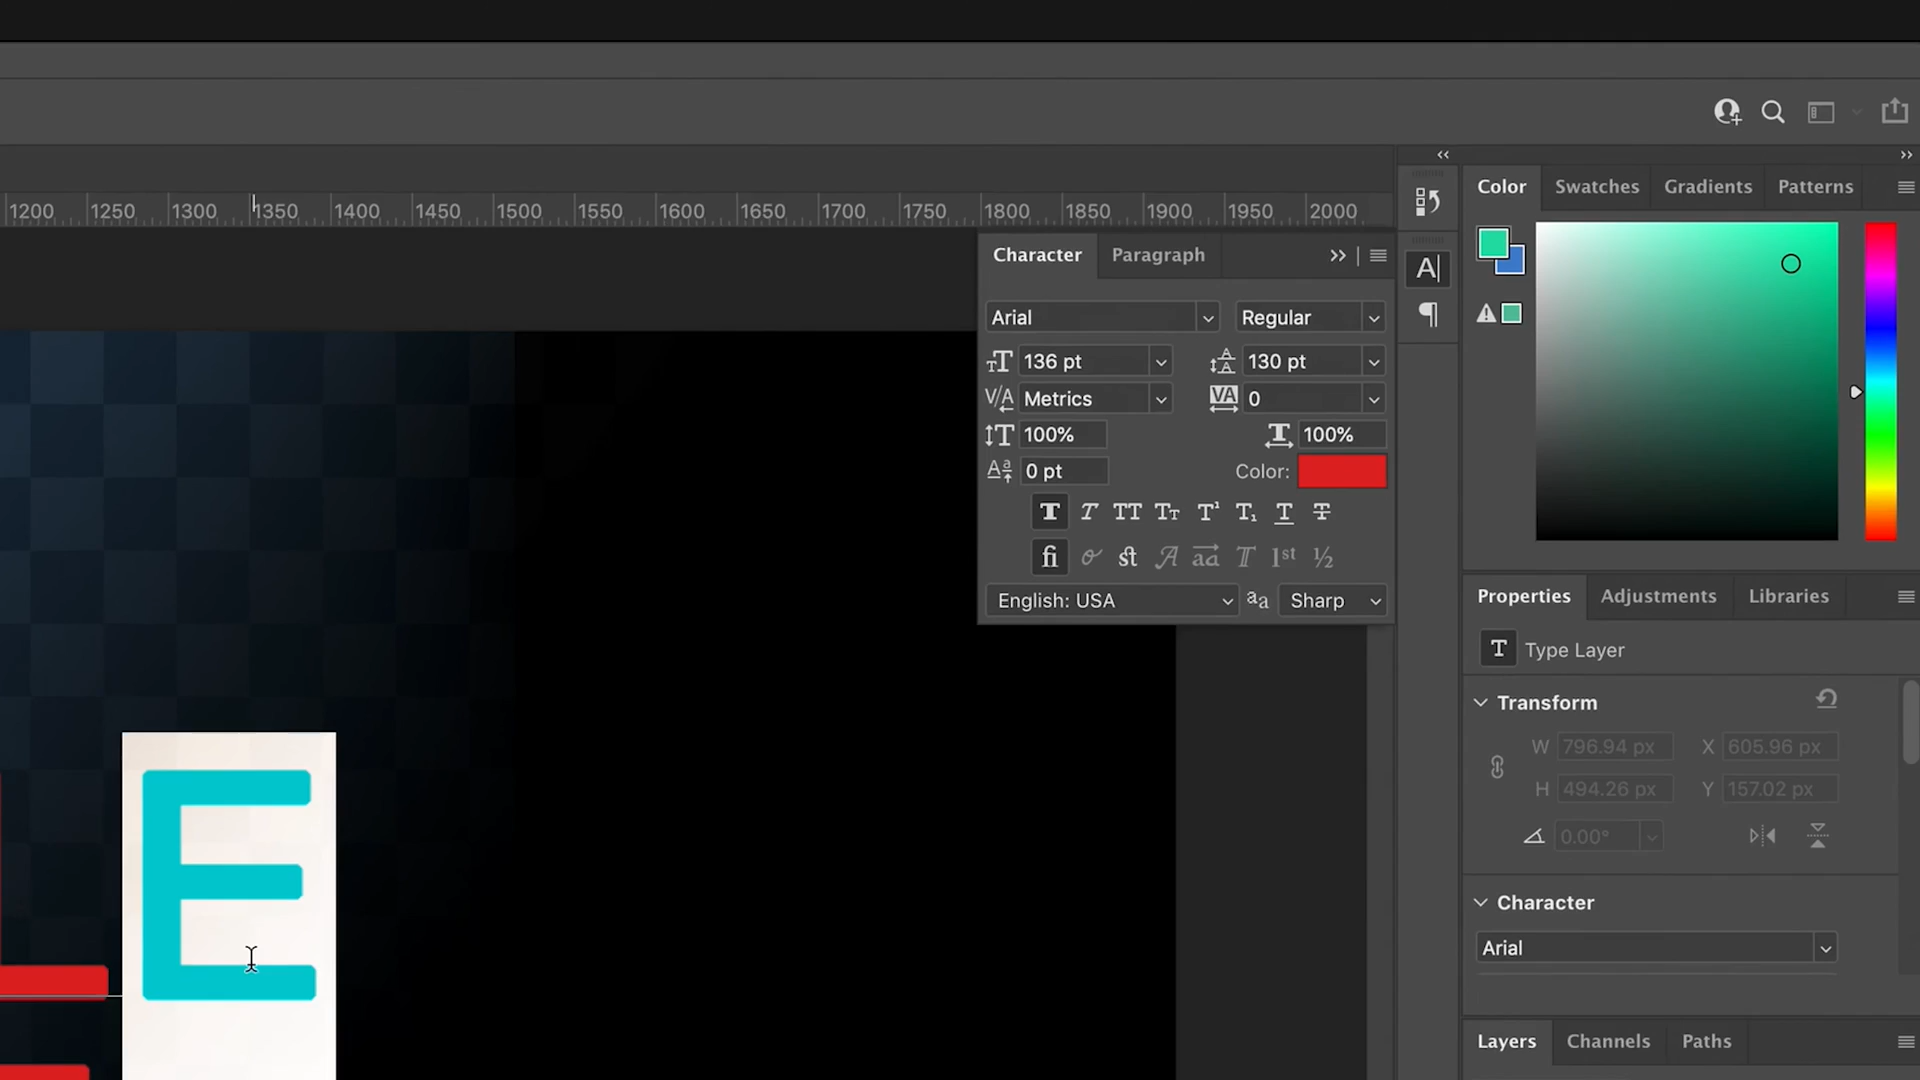 1200 1250 1300 1350 1400 1450 1500 1550 1600 1650 1700 1750 1800 1850 1900 1950 2000
Color Swatches Gradients Patterns
Character Paragraph
Arial Regular
136 pt 130 pt
Metrics 0
100% 100%
0 pt Color:
English: USA Sharp
Properties Adjustments Libraries
Type Layer
Transform
W 796.94 px X 605.96 px
H 494.26 px Y 157.02 px
0.00°
Character
Arial
Layers Channels Paths
E